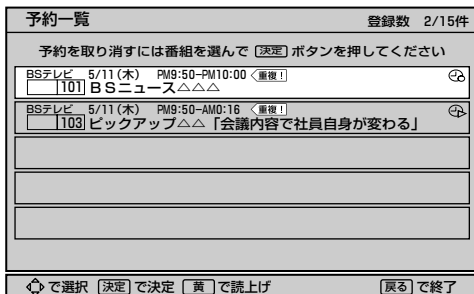 予約一覧 登録数 2/15件
予約を取り消すには番組を選んで 決定 ボタンを押してください
BSテレビ 5/11(木) PM9:50-PM10:00 重複!
101 BSニュース△△△
BSテレビ 5/11(木) PM9:50-AM0:16 重複!
103 ピックアップ△△「会議内容で社員自身が変わる」
で選択 決定 で決定 黄 で読上げ 戻る で終了